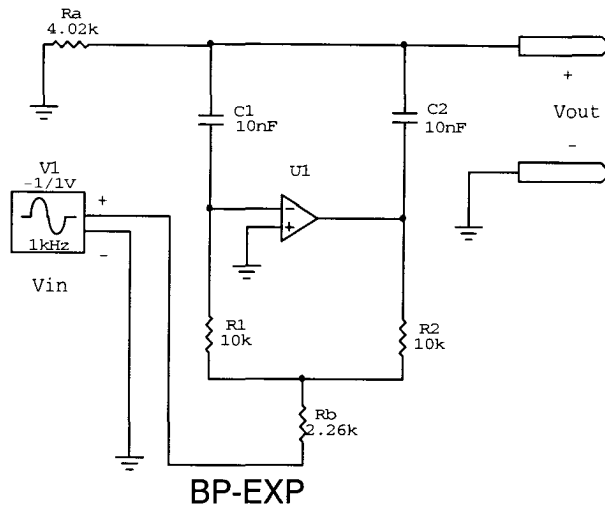 Ra
4.02k
C1
10nF
C2
10nF
+
Vout
-
V1
-1/1V
+
1kHz
-
Vin
U1
-
+
R1
10k
R2
10k
Rb
2.26k
BP-EXP